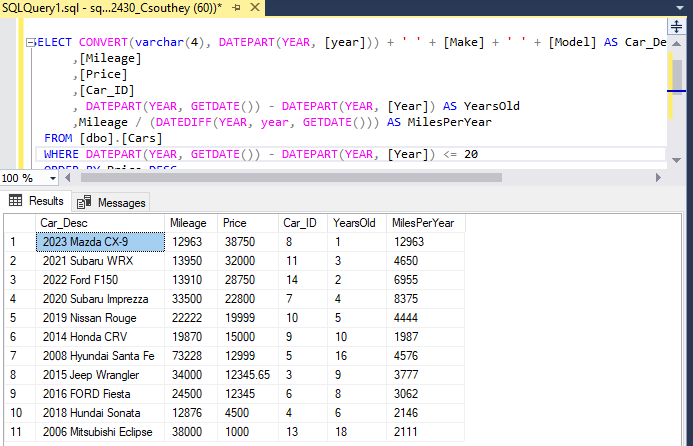 SQLQuery1.sql - sq...2430_Csouthey (60))*
SELECT CONVERT(varchar(4), DATEPART(YEAR, [year])) + ' ' + [Make] + ' ' + [Model] AS Car_De
,[Mileage]
,[Price]
,[Car_ID]
, DATEPART(YEAR, GETDATE()) - DATEPART(YEAR, [Year]) AS YearsOld
,Mileage / (DATEDIFF(YEAR, year, GETDATE())) AS MilesPerYear
FROM [dbo].[Cars]
WHERE DATEPART(YEAR, GETDATE()) - DATEPART(YEAR, [Year]) <= 20
ORDER BY Price DESC
100 %
Results Messages
Car_Desc Mileage Price Car_ID YearsOld MilesPerYear
1 2023 Mazda CX-9 12963 38750 8 1 12963
2 2021 Subaru WRX 13950 32000 11 3 4650
3 2022 Ford F150 13910 28750 14 2 6955
4 2020 Subaru Imprezza 33500 22800 7 4 8375
5 2019 Nissan Rouge 22222 19999 10 5 4444
6 2014 Honda CRV 19870 15000 9 10 1987
7 2008 Hyundai Santa Fe 73228 12999 5 16 4576
8 2015 Jeep Wrangler 34000 12345.65 3 9 3777
9 2016 FORD Fiesta 24500 12345 6 8 3062
10 2018 Hundai Sonata 12876 4500 4 6 2146
11 2006 Mitsubishi Eclipse 38000 1000 13 18 2111